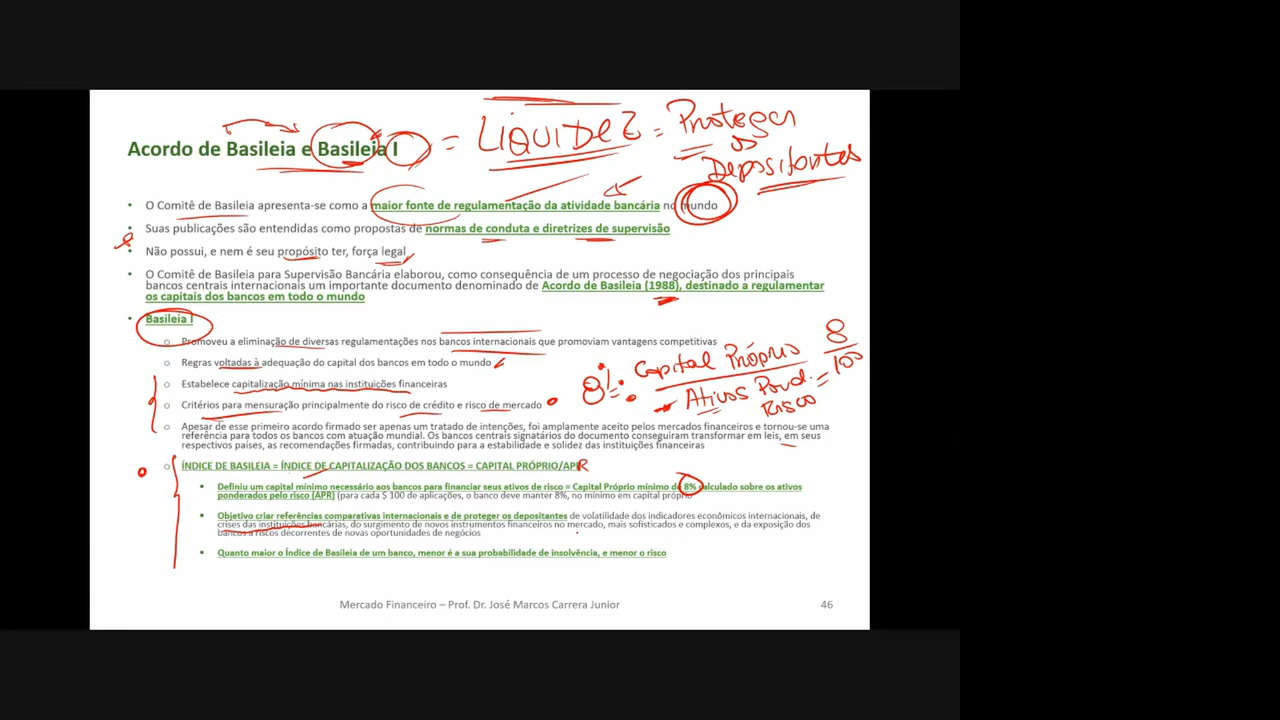 = LIQUIDEZ = Proteger
os
Depositantes
Acordo de Basileia e Basileia I
• O Comitê de Basileia apresenta-se como a maior fonte de regulamentação da atividade bancária no mundo
• Suas publicações são entendidas como propostas de normas de conduta e diretrizes de supervisão
• Não possui, e nem é seu propósito ter, força legal
• O Comitê de Basileia para Supervisão Bancária elaborou, como consequência de um processo de negociação dos principais
bancos centrais internacionais um importante documento denominado de Acordo de Basileia (1988), destinado a regulamentar
os capitais dos bancos em todo o mundo
• Basileia I
o Promoveu a eliminação de diversas regulamentações nos bancos internacionais que promoviam vantagens competitivas
o Regras voltadas à adequação do capital dos bancos em todo o mundo
o Estabelece capitalização mínima nas instituições financeiras
o Critérios para mensuração principalmente do risco de crédito e risco de mercado
8% = Capital Próprio
Ativos Pond.
Risco
= 8
100
o Apesar de esse primeiro acordo firmado ser apenas um tratado de intenções, foi amplamente aceito pelos mercados financeiros e tornou-se uma
referência para todos os bancos com atuação mundial. Os bancos centrais signatários do documento conseguiram transformar em leis, em seus
respectivos países, as recomendações firmadas, contribuindo para a estabilidade e solidez das instituições financeiras
o ÍNDICE DE BASILEIA = ÍNDICE DE CAPITALIZAÇÃO DOS BANCOS = CAPITAL PRÓPRIO/APR
▪ Definiu um capital mínimo necessário aos bancos para financiar seus ativos de risco = Capital Próprio mínimo de 8% calculado sobre os ativos
ponderados pelo risco (APR) (para cada $ 100 de aplicações, o banco deve manter 8%, no mínimo em capital próprio
▪ Objetivo criar referências comparativas internacionais e de proteger os depositantes de volatilidade dos indicadores econômicos internacionais, de
crises das instituições bancárias, do surgimento de novos instrumentos financeiros no mercado, mais sofisticados e complexos, e da exposição dos
bancos a riscos decorrentes de novas oportunidades de negócios
▪ Quanto maior o Índice de Basileia de um banco, menor é a sua probabilidade de insolvência, e menor o risco
Mercado Financeiro – Prof. Dr. José Marcos Carrera Junior
46